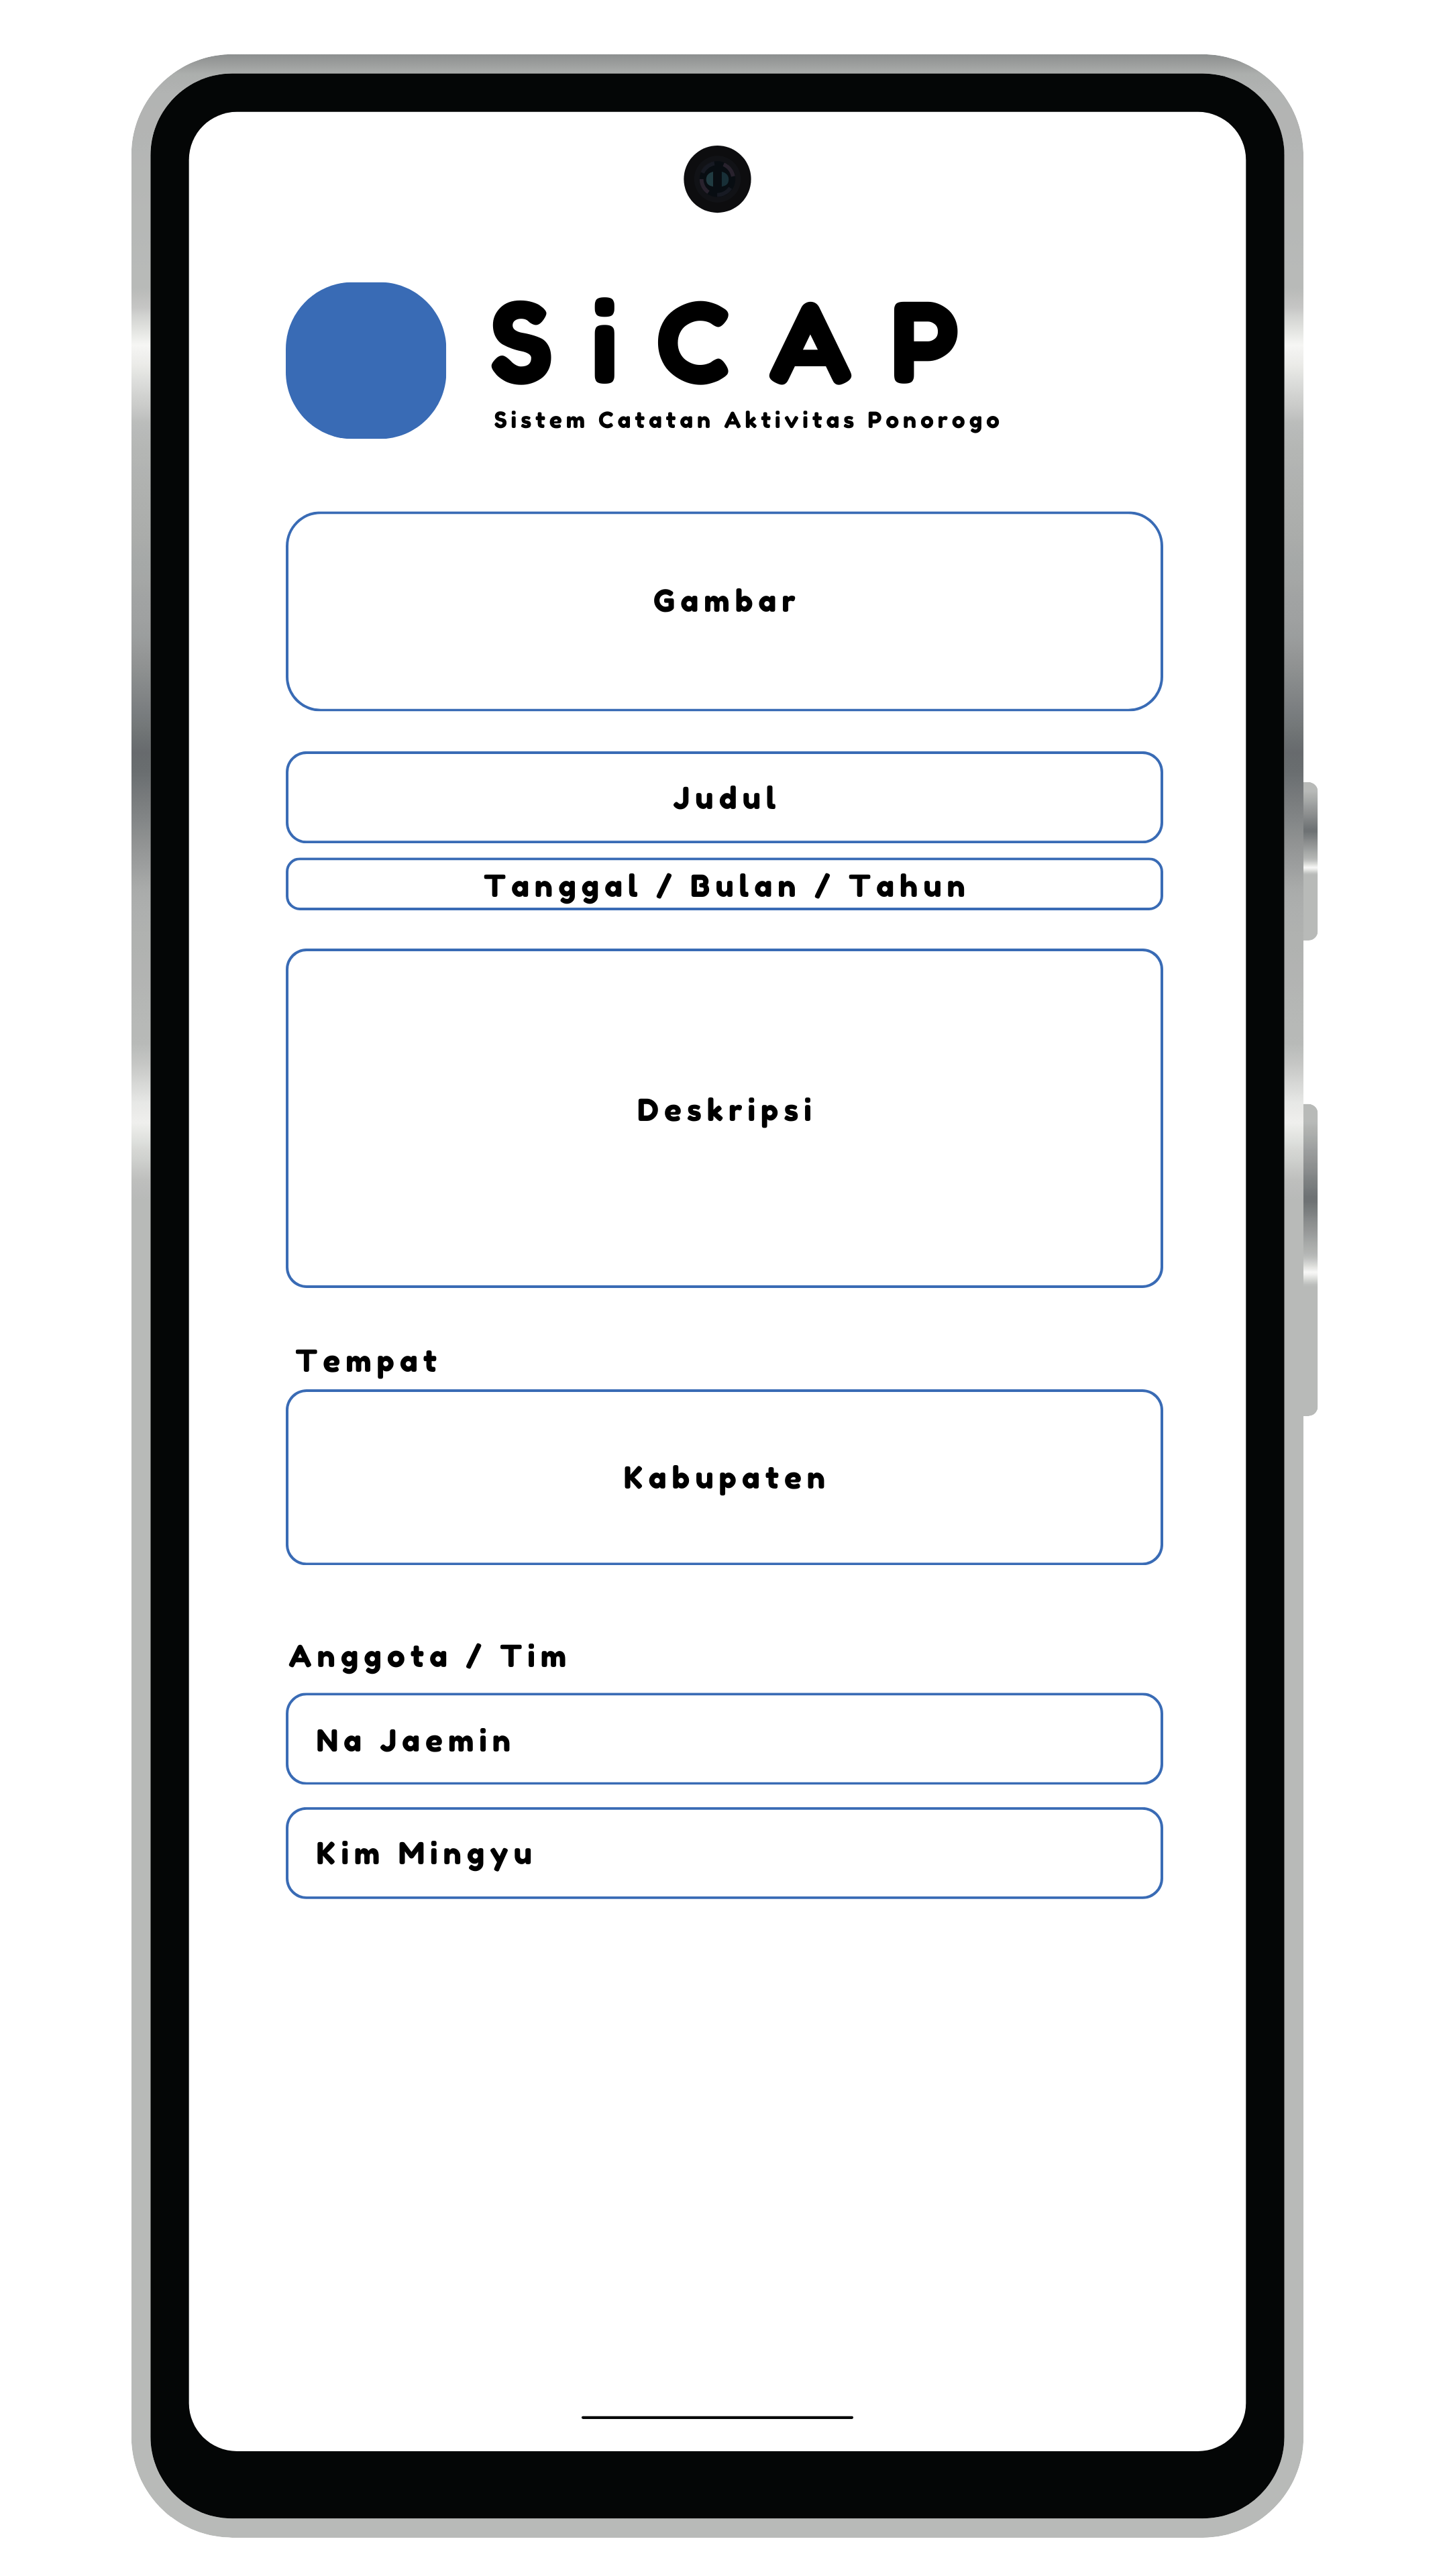 SiCAP
Sistem Catatan Aktivitas Ponorogo
Gambar
Judul
Tanggal / Bulan / Tahun
Deskripsi
Tempat
Kabupaten
Anggota / Tim
Na Jaemin
Kim Mingyu